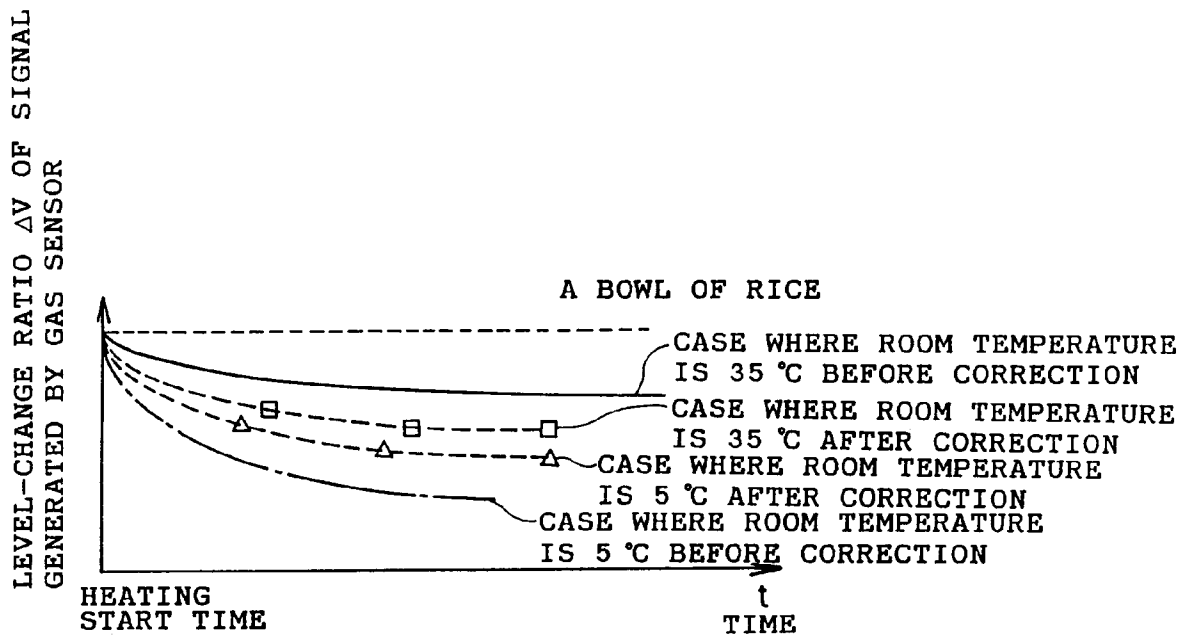 LEVEL-CHANGE RATIO ΔV OF SIGNAL
GENERATED BY GAS SENSOR
A BOWL OF RICE
CASE WHERE ROOM TEMPERATURE
IS 35 ℃ BEFORE CORRECTION
CASE WHERE ROOM TEMPERATURE
IS 35 ℃ AFTER CORRECTION
CASE WHERE ROOM TEMPERATURE
IS 5 ℃ AFTER CORRECTION
CASE WHERE ROOM TEMPERATURE
IS 5 ℃ BEFORE CORRECTION
HEATING
START TIME
t
TIME